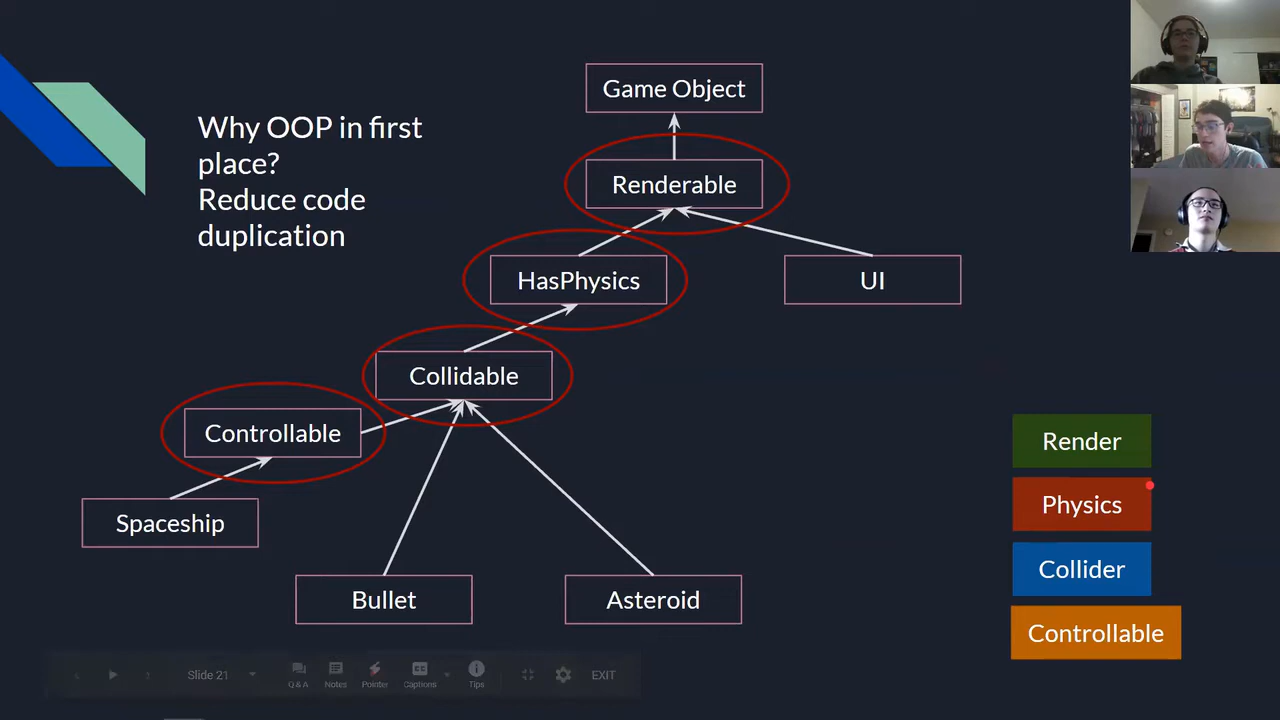 Why OOP in first
place?
Reduce code
duplication
Game Object
Renderable
HasPhysics
UI
Collidable
Controllable
Spaceship
Bullet
Asteroid
Render
Physics
Collider
Controllable
Slide 21
Q & A
Notes
Pointer
CC
Captions
Tips
EXIT